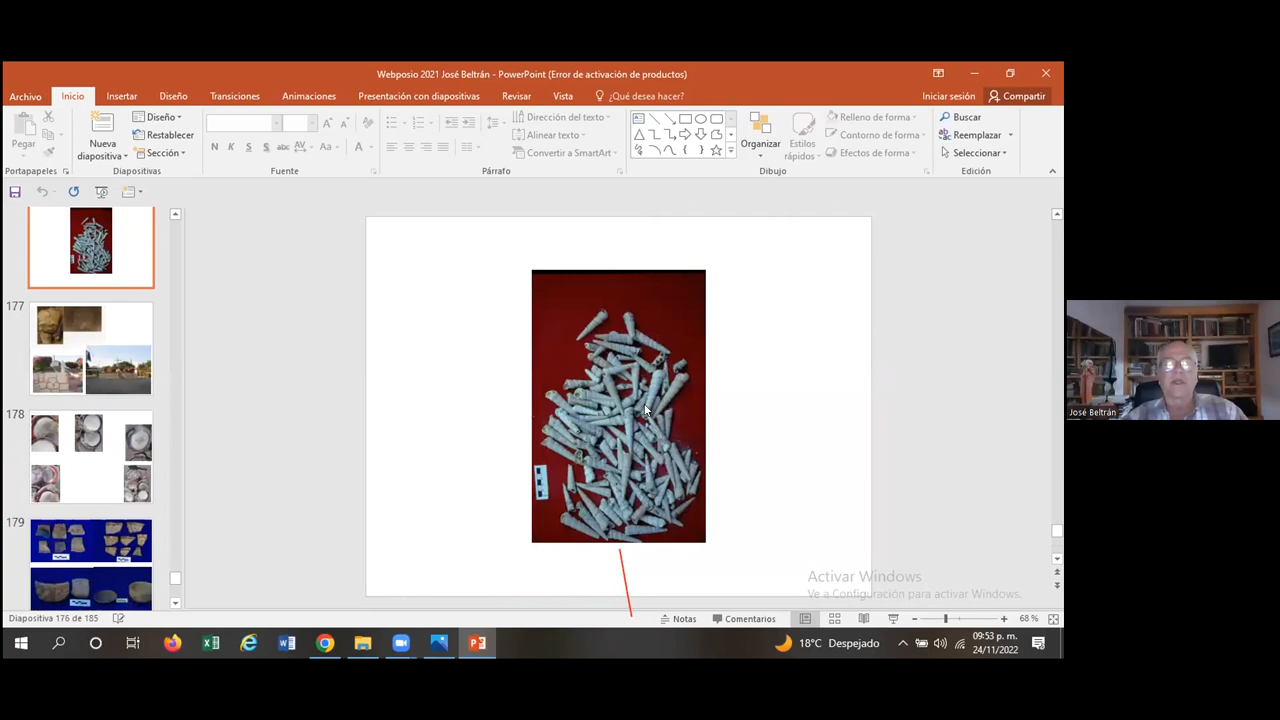 Webposio 2021 José Beltrán - PowerPoint (Error de activación de productos)
Archivo Inicio Insertar Diseño Transiciones Animaciones Presentación con diapositivas Revisar Vista ¿Qué desea hacer? Iniciar sesión Compartir
Pegar
Nueva diapositiva
Diseño
Restablecer
Sección
N K S S abc AV Aa A
Dirección del texto
Alinear texto
Convertir a SmartArt
Organizar
Estilos rápidos
Relleno de forma
Contorno de forma
Efectos de forma
Buscar
Reemplazar
Seleccionar
Portapapeles Diapositivas Fuente Párrafo Dibujo Edición
177
178
179
José Beltrán
Activar Windows
Ve a Configuración para activar Windows.
Diapositiva 176 de 185 Notas Comentarios 68 %
18°C Despejado
09:53 p. m.
24/11/2022